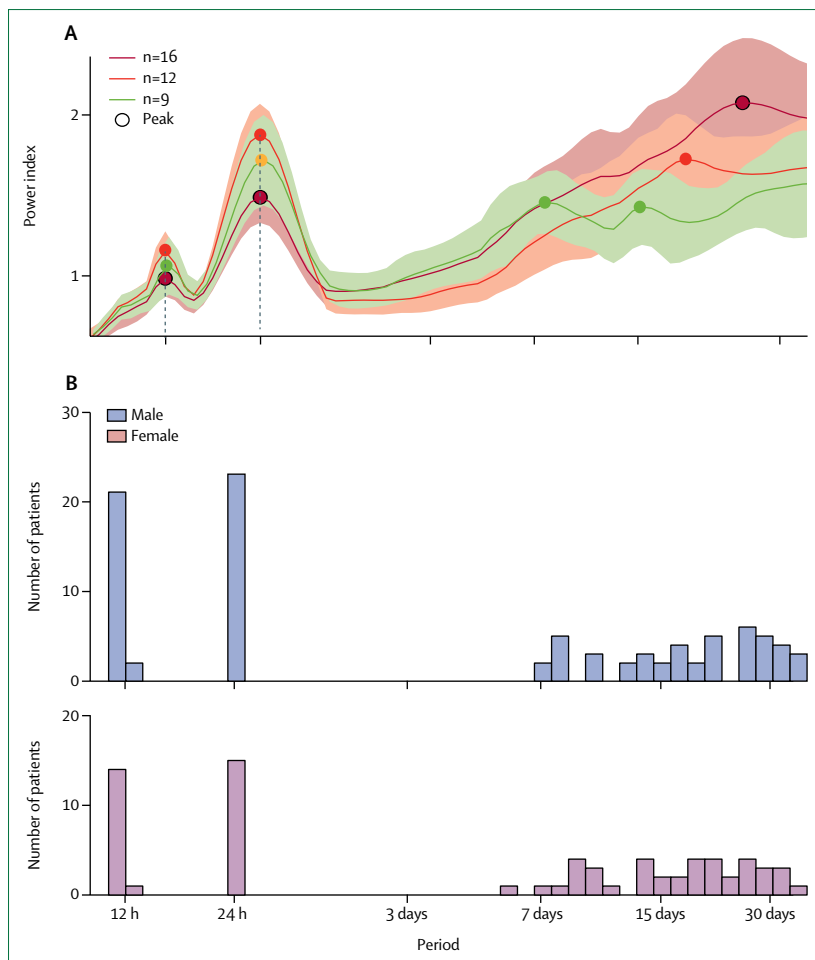 A
n=16
n=12
n=9
Peak
2
1
Power index
B
Male
Female
30
20
10
0
Number of patients
20
10
0
Number of patients
12 h 24 h 3 days 7 days 15 days 30 days
Period